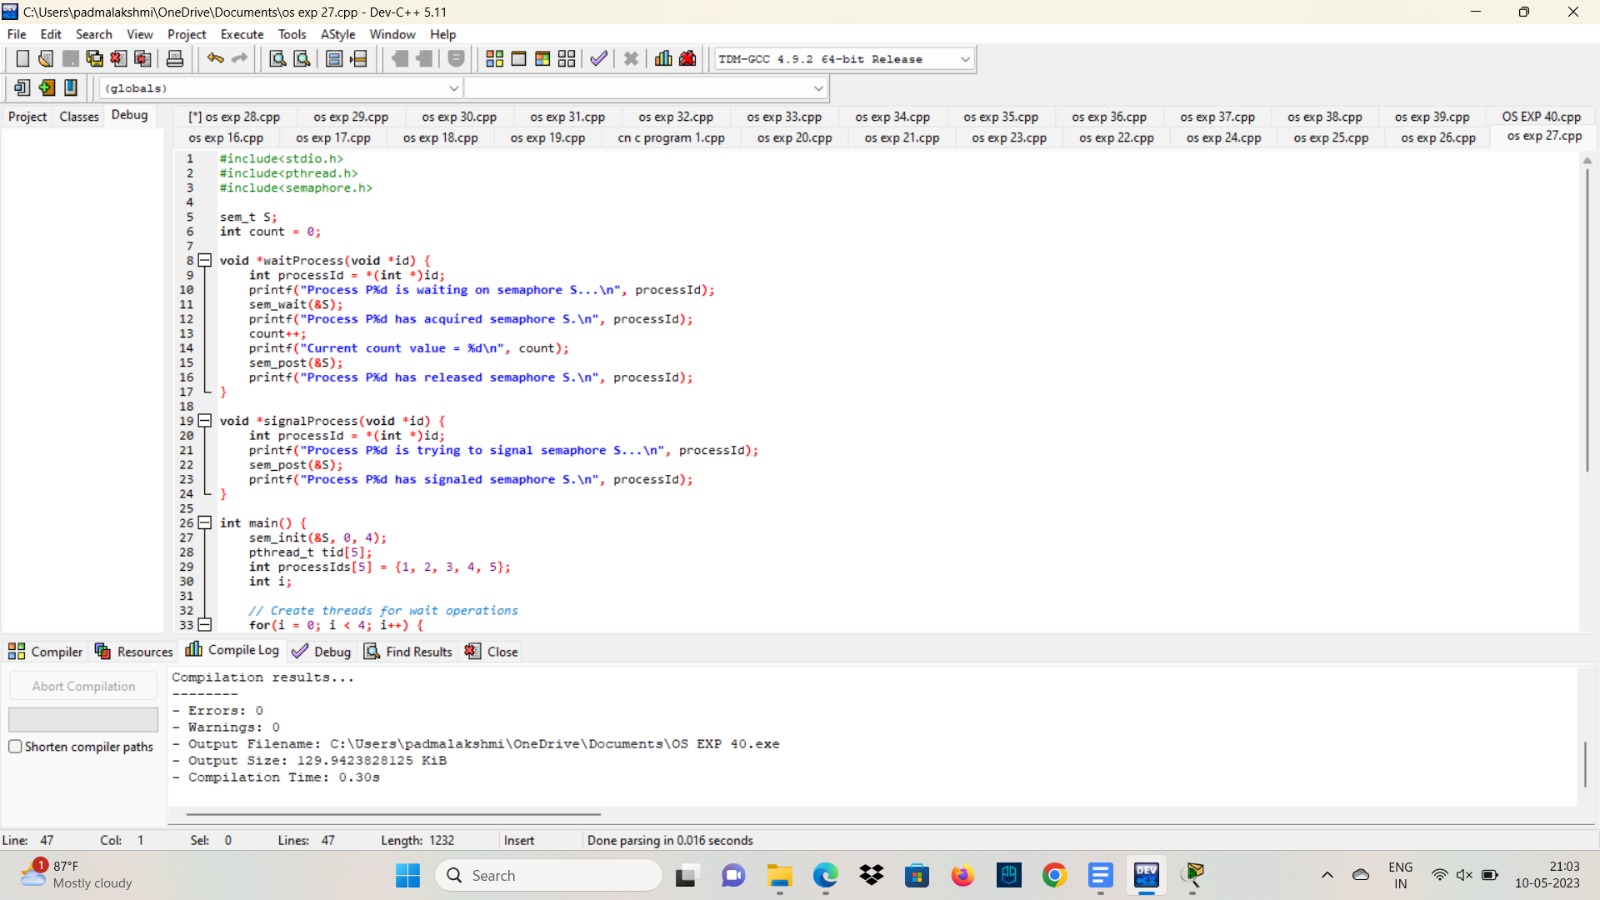 C:\Users\padmalakshmi\OneDrive\Documents\os exp 27.cpp - Dev-C++ 5.11
File Edit Search View Project Execute Tools AStyle Window Help
TDM-GCC 4.9.2 64-bit Release
(globals)
Project Classes Debug
[*] os exp 28.cpp os exp 29.cpp os exp 30.cpp os exp 31.cpp os exp 32.cpp os exp 33.cpp os exp 34.cpp os exp 35.cpp os exp 36.cpp os exp 37.cpp os exp 38.cpp os exp 39.cpp OS EXP 40.cpp
os exp 16.cpp os exp 17.cpp os exp 18.cpp os exp 19.cpp cn c program 1.cpp os exp 20.cpp os exp 21.cpp os exp 23.cpp os exp 22.cpp os exp 24.cpp os exp 25.cpp os exp 26.cpp os exp 27.cpp
1 #include<stdio.h>
2 #include<pthread.h>
3 #include<semaphore.h>
4
5 sem_t S;
6 int count = 0;
7
8 void *waitProcess(void *id) {
9 int processId = *(int *)id;
10 printf("Process P%d is waiting on semaphore S...\n", processId);
11 sem_wait(&S);
12 printf("Process P%d has acquired semaphore S.\n", processId);
13 count++;
14 printf("Current count value = %d\n", count);
15 sem_post(&S);
16 printf("Process P%d has released semaphore S.\n", processId);
17 }
18
19 void *signalProcess(void *id) {
20 int processId = *(int *)id;
21 printf("Process P%d is trying to signal semaphore S...\n", processId);
22 sem_post(&S);
23 printf("Process P%d has signaled semaphore S.\n", processId);
24 }
25
26 int main() {
27 sem_init(&S, 0, 4);
28 pthread_t tid[5];
29 int processIds[5] = {1, 2, 3, 4, 5};
30 int i;
31
32 // Create threads for wait operations
33 for(i = 0; i < 4; i++) {
Compiler Resources Compile Log Debug Find Results Close
Abort Compilation
Shorten compiler paths
Compilation results...
--------
- Errors: 0
- Warnings: 0
- Output Filename: C:\Users\padmalakshmi\OneDrive\Documents\OS EXP 40.exe
- Output Size: 129.9423828125 KiB
- Compilation Time: 0.30s
Line: 47 Col: 1 Sel: 0 Lines: 47 Length: 1232 Insert Done parsing in 0.016 seconds
1 87°F
Mostly cloudy
Search
DEV
ENG
IN
21:03
10-05-2023